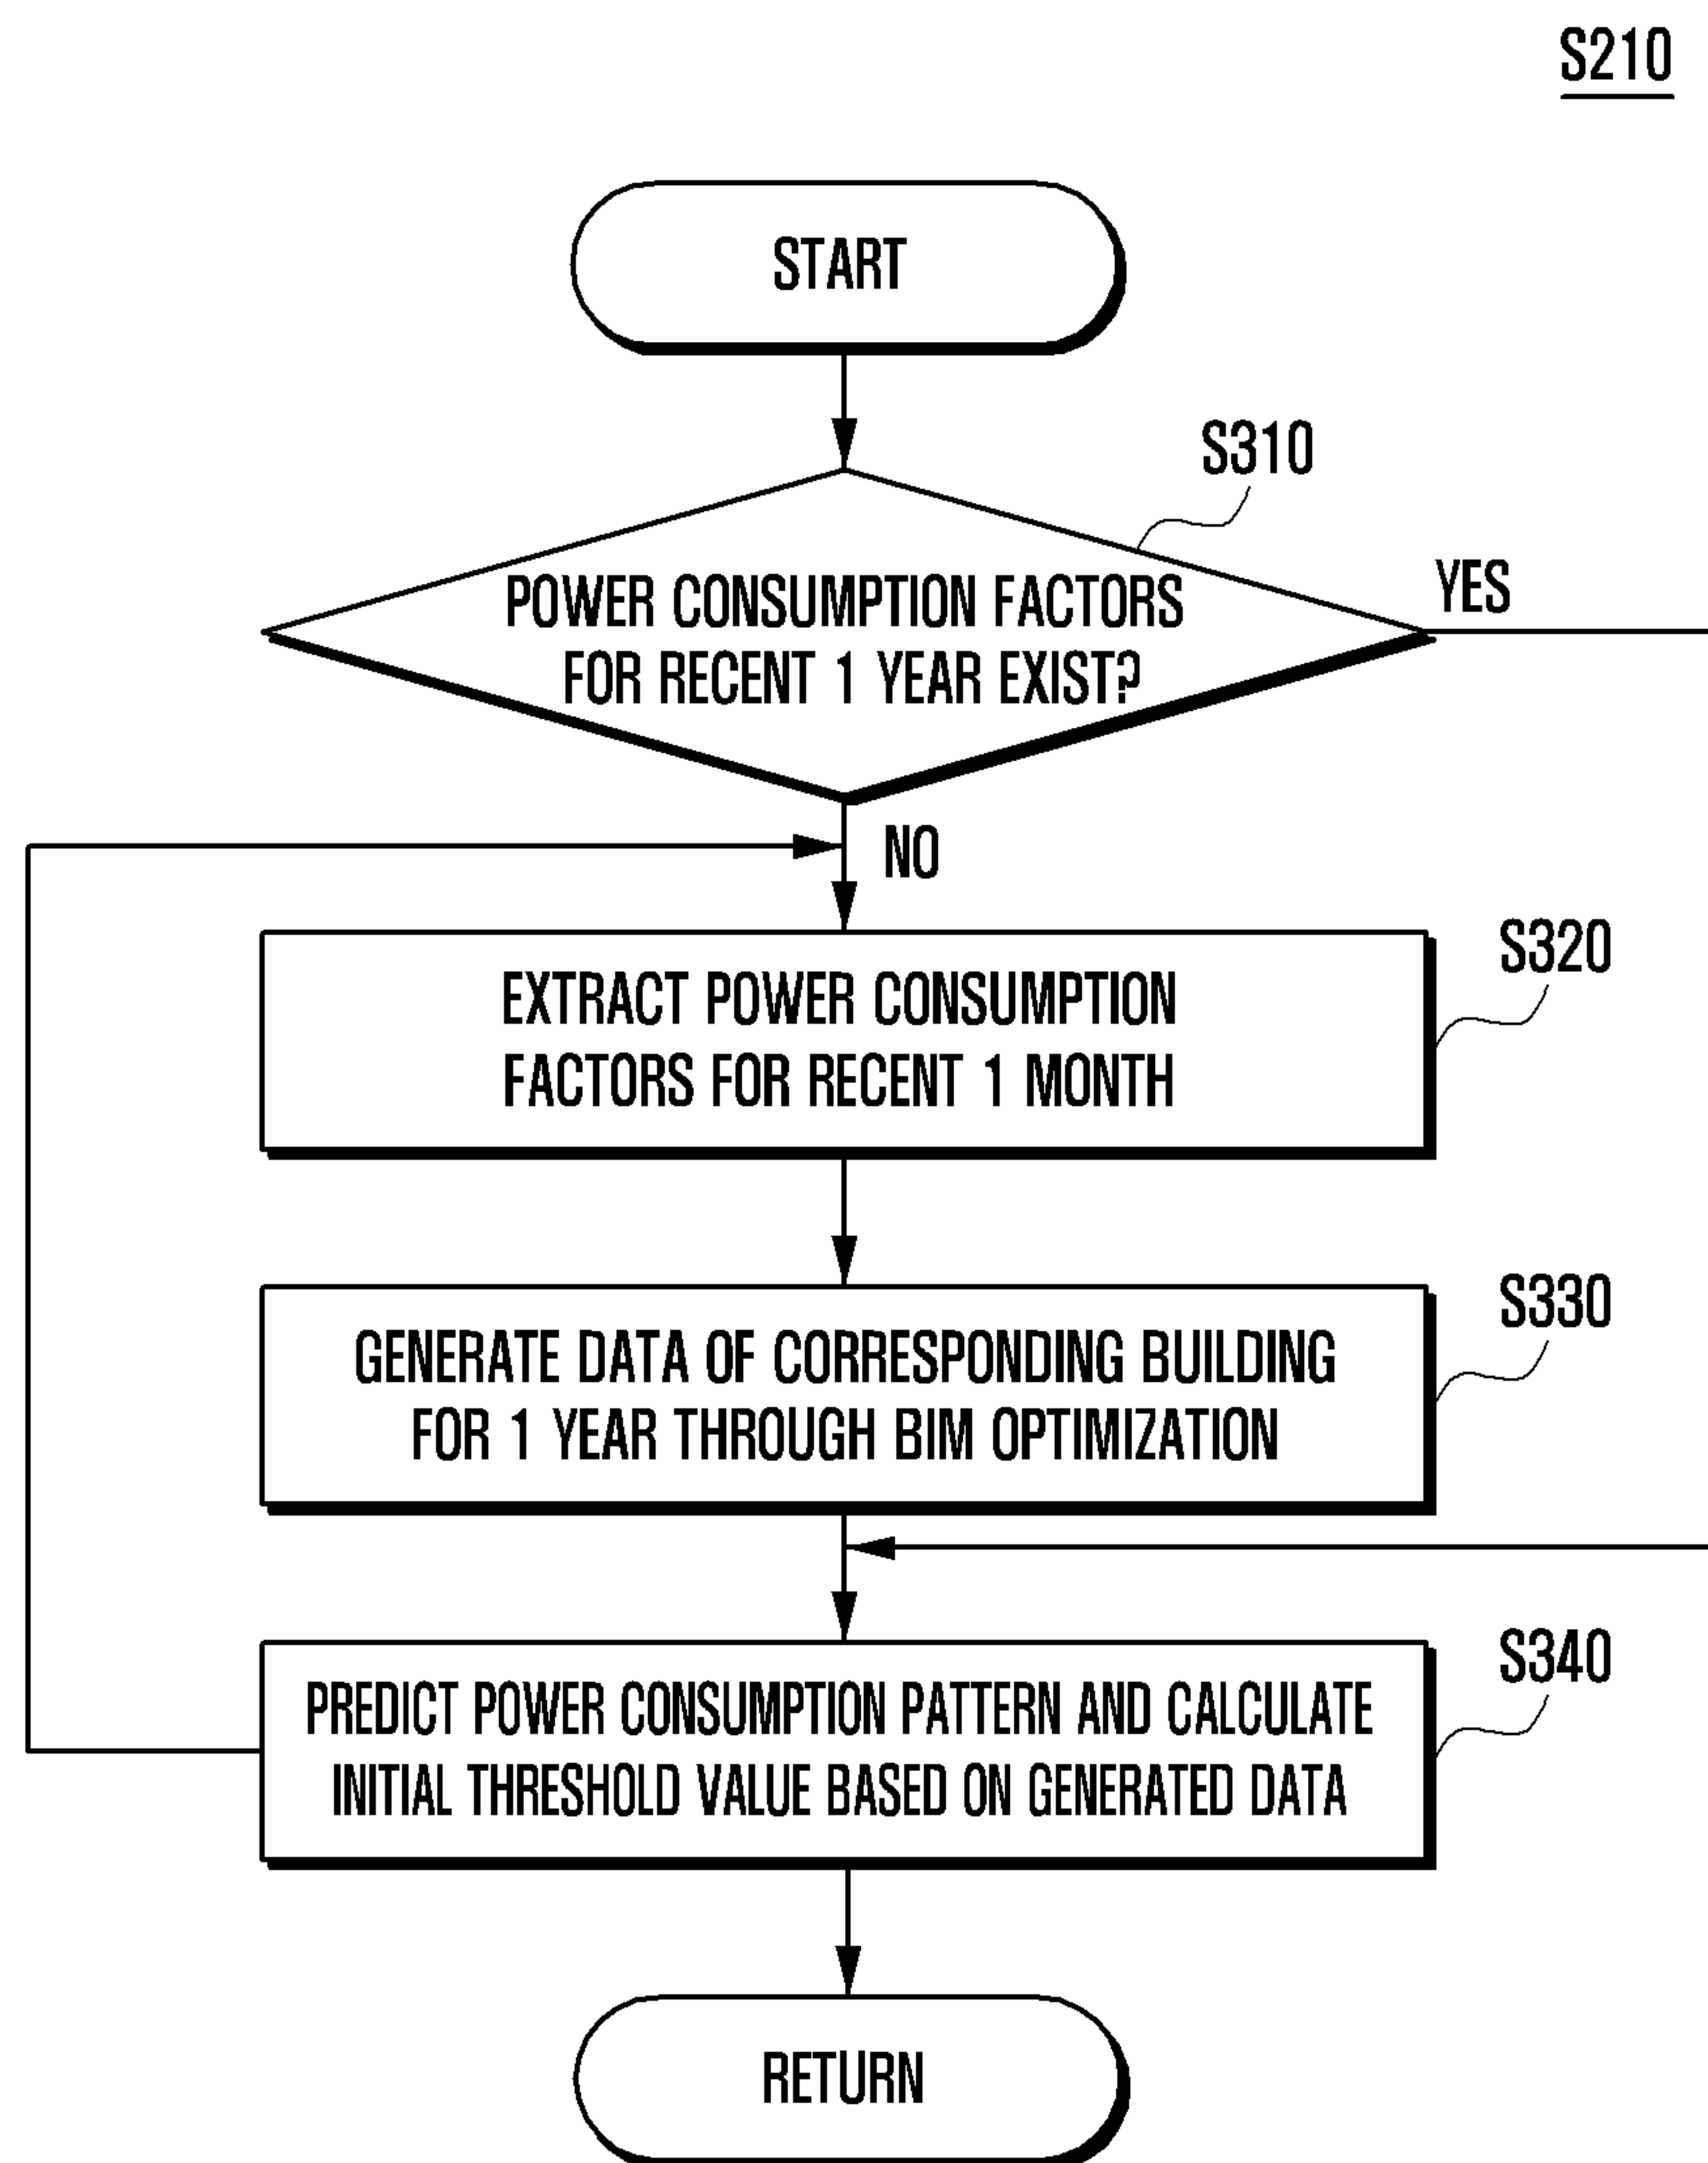 S210
START
S310
POWER CONSUMPTION FACTORS
FOR RECENT 1 YEAR EXIST?
YES
NO
S320
EXTRACT POWER CONSUMPTION
FACTORS FOR RECENT 1 MONTH
S330
GENERATE DATA OF CORRESPONDING BUILDING
FOR 1 YEAR THROUGH BIM OPTIMIZATION
S340
PREDICT POWER CONSUMPTION PATTERN AND CALCULATE
INITIAL THRESHOLD VALUE BASED ON GENERATED DATA
RETURN